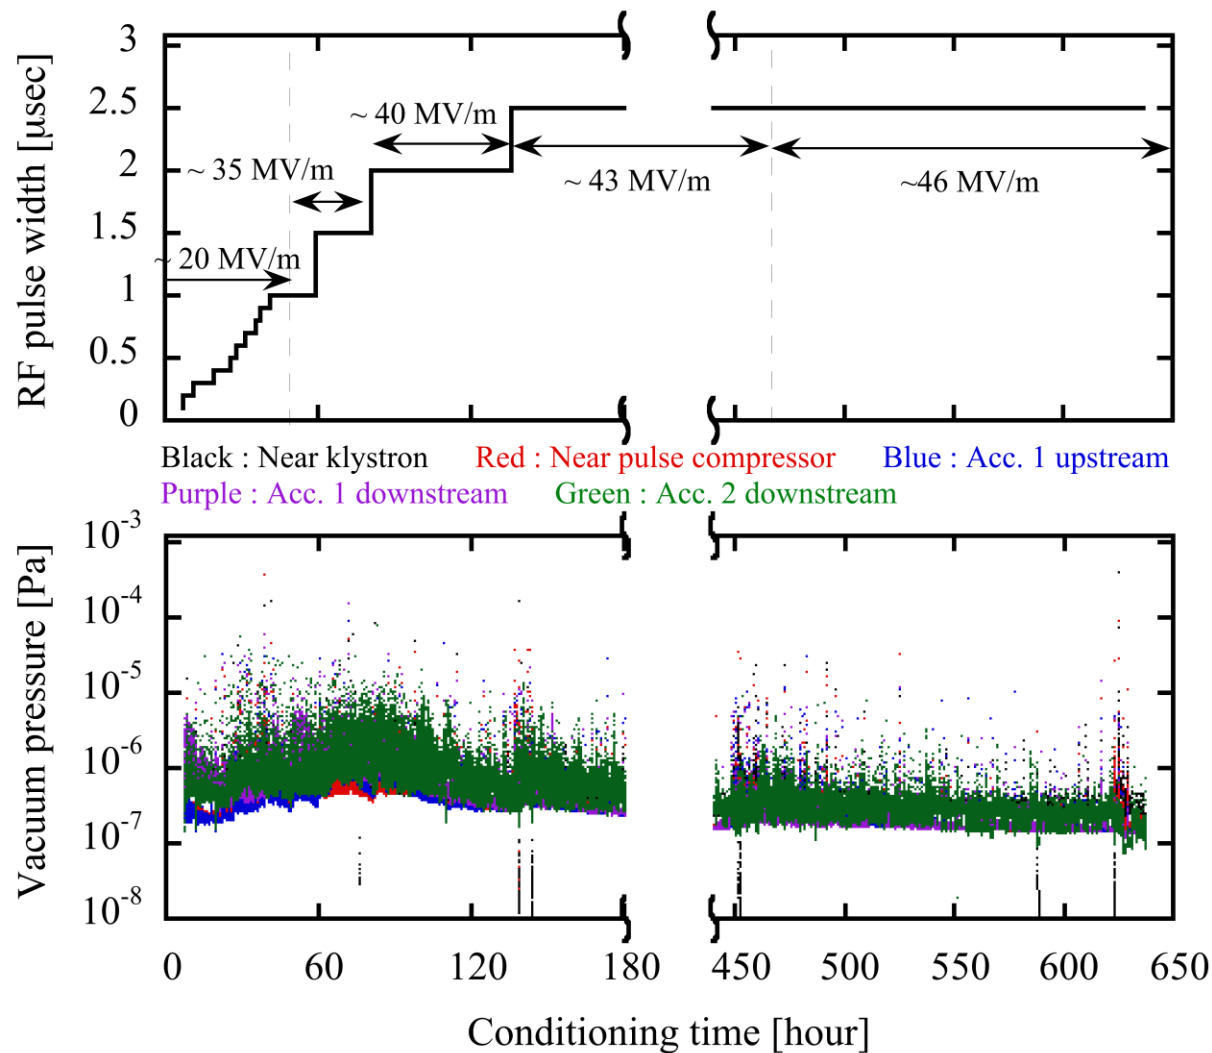 RF pulse width [μsec]
3
2.5
2
1.5
1
0.5
0
~ 40 MV/m
~ 35 MV/m
~ 43 MV/m
~46 MV/m
~ 20 MV/m
Black : Near klystron Red : Near pulse compressor Blue : Acc. 1 upstream
Purple : Acc. 1 downstream Green : Acc. 2 downstream
Vacuum pressure [Pa]
10⁻³
10⁻⁴
10⁻⁵
10⁻⁶
10⁻⁷
10⁻⁸
0 60 120 180 450 500 550 600 650
Conditioning time [hour]